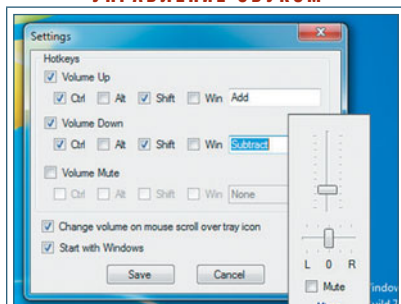 УПРАВЛЕНИЕ ЗВУКОМ
Settings
Hotkeys
Volume Up
Ctrl Alt Shift Win Add
Volume Down
Ctrl Alt Shift Win Subtract
Volume Mute
Ctrl Alt Shift Win None
Change volume on mouse scroll over tray icon
Start with Windows
Save Cancel
L 0 R
Mute